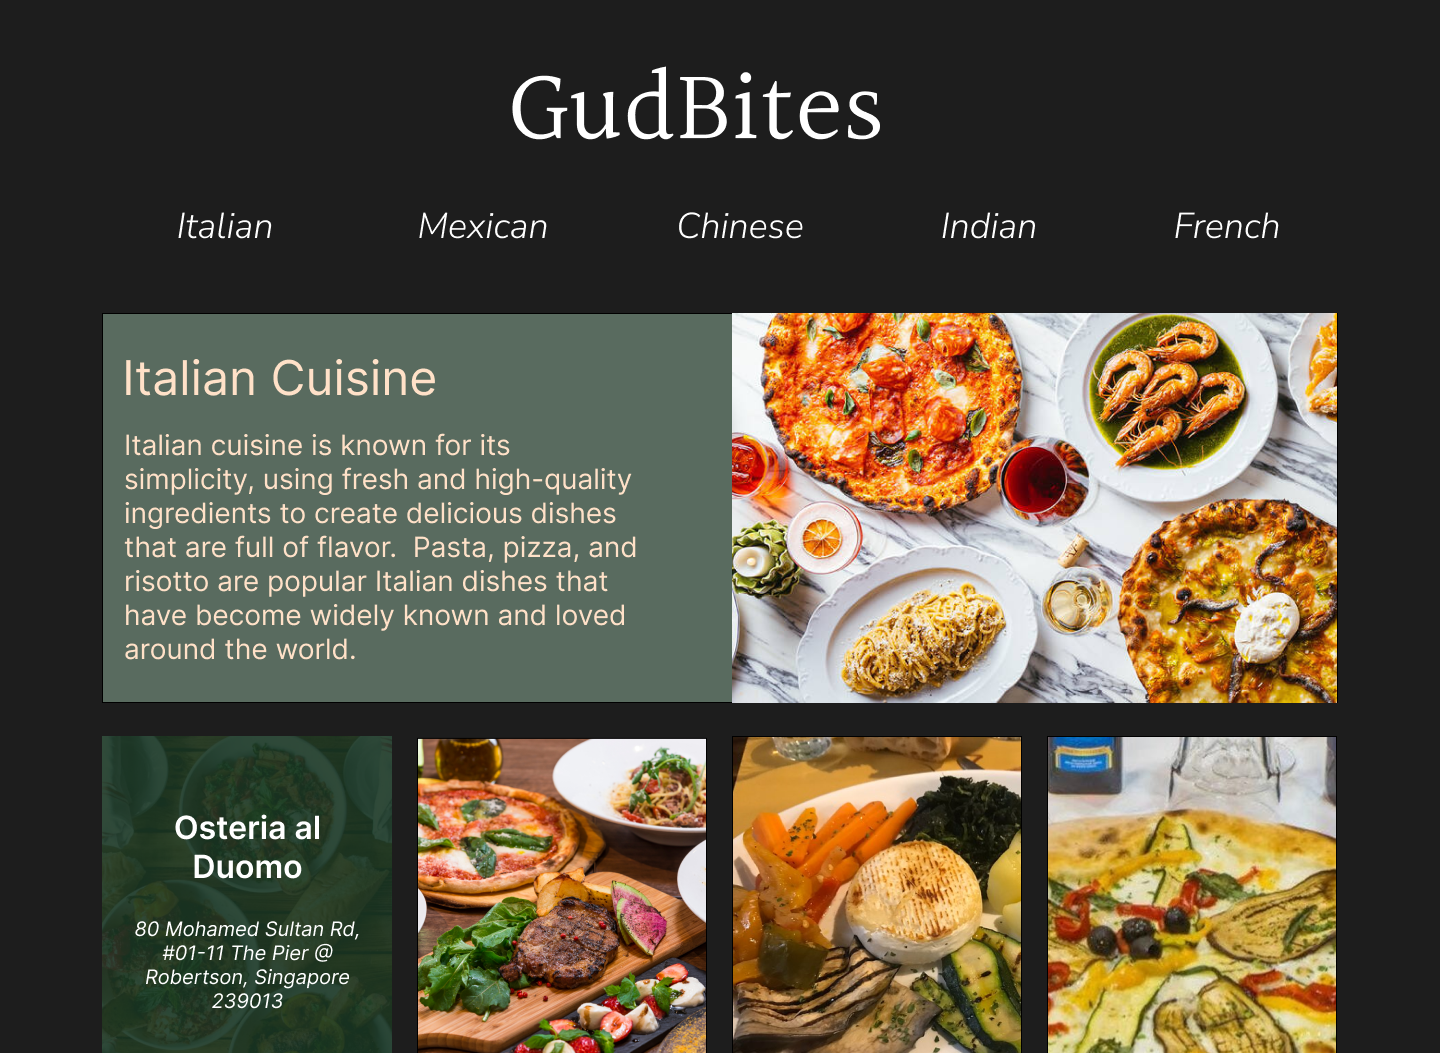 GudBites
Italian Mexican Chinese Indian French
Italian Cuisine
Italian cuisine is known for its
simplicity, using fresh and high-quality
ingredients to create delicious dishes
that are full of flavor.  Pasta, pizza, and
risotto are popular Italian dishes that
have become widely known and loved
around the world.
Osteria al
Duomo
80 Mohamed Sultan Rd,
#01-11 The Pier @
Robertson, Singapore
239013